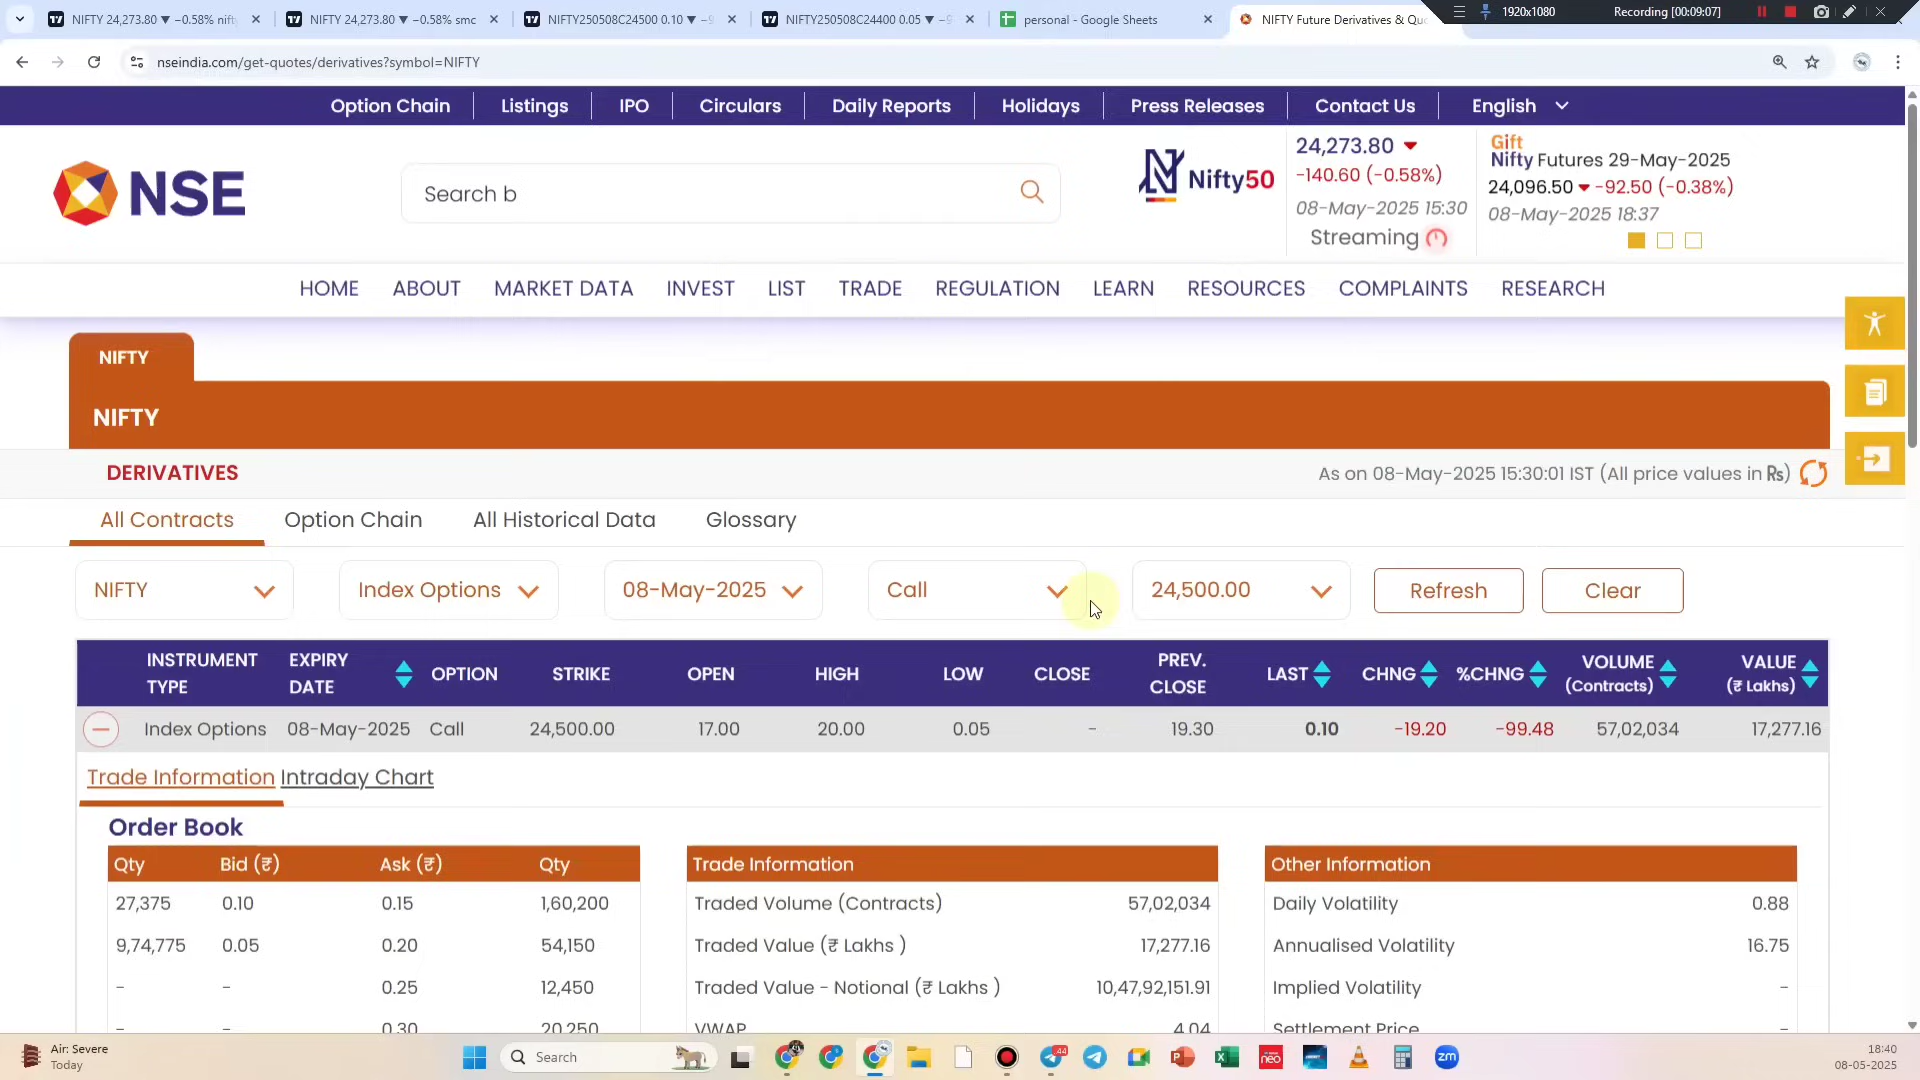 NIFTY 24,273.80 ▼ −0.58% nift
NIFTY 24,273.80 ▼ −0.58% smc
NIFTY250508C24500 0.10 ▼
NIFTY250508C24400 0.05 ▼
personal - Google Sheets
NIFTY Future Derivatives & Qu
1920x1080
Recording [00:09:07]
nseindia.com/get-quotes/derivatives?symbol=NIFTY
Option Chain
Listings
IPO
Circulars
Daily Reports
Holidays
Press Releases
Contact Us
English
NSE
Search b
Nifty50
24,273.80
-140.60 (-0.58%)
08-May-2025 15:30
Streaming
Gift
Nifty Futures 29-May-2025
24,096.50 -92.50 (-0.38%)
08-May-2025 18:37
HOME ABOUT MARKET DATA INVEST LIST TRADE REGULATION LEARN RESOURCES COMPLAINTS RESEARCH
NIFTY
NIFTY
DERIVATIVES
As on 08-May-2025 15:30:01 IST (All price values in ₨)
All Contracts Option Chain All Historical Data Glossary
NIFTY Index Options 08-May-2025 Call 24,500.00 Refresh Clear
INSTRUMENT TYPE EXPIRY DATE OPTION STRIKE OPEN HIGH LOW CLOSE PREV. CLOSE LAST CHNG %CHNG VOLUME (Contracts) VALUE (₹ Lakhs)
Index Options 08-May-2025 Call 24,500.00 17.00 20.00 0.05 - 19.30 0.10 -19.20 -99.48 57,02,034 17,277.16
Trade Information Intraday Chart
Order Book
Qty Bid (₹) Ask (₹) Qty
27,375 0.10 0.15 1,60,200
9,74,775 0.05 0.20 54,150
- - 0.25 12,450
- - 0.30 20,250
Trade Information
Traded Volume (Contracts) 57,02,034
Traded Value (₹ Lakhs ) 17,277.16
Traded Value - Notional (₹ Lakhs ) 10,47,92,151.91
VWAP 4.04
Other Information
Daily Volatility 0.88
Annualised Volatility 16.75
Implied Volatility -
Settlement Price -
Air: Severe
Today
Search
44
neo
zm
18:40
08-05-2025